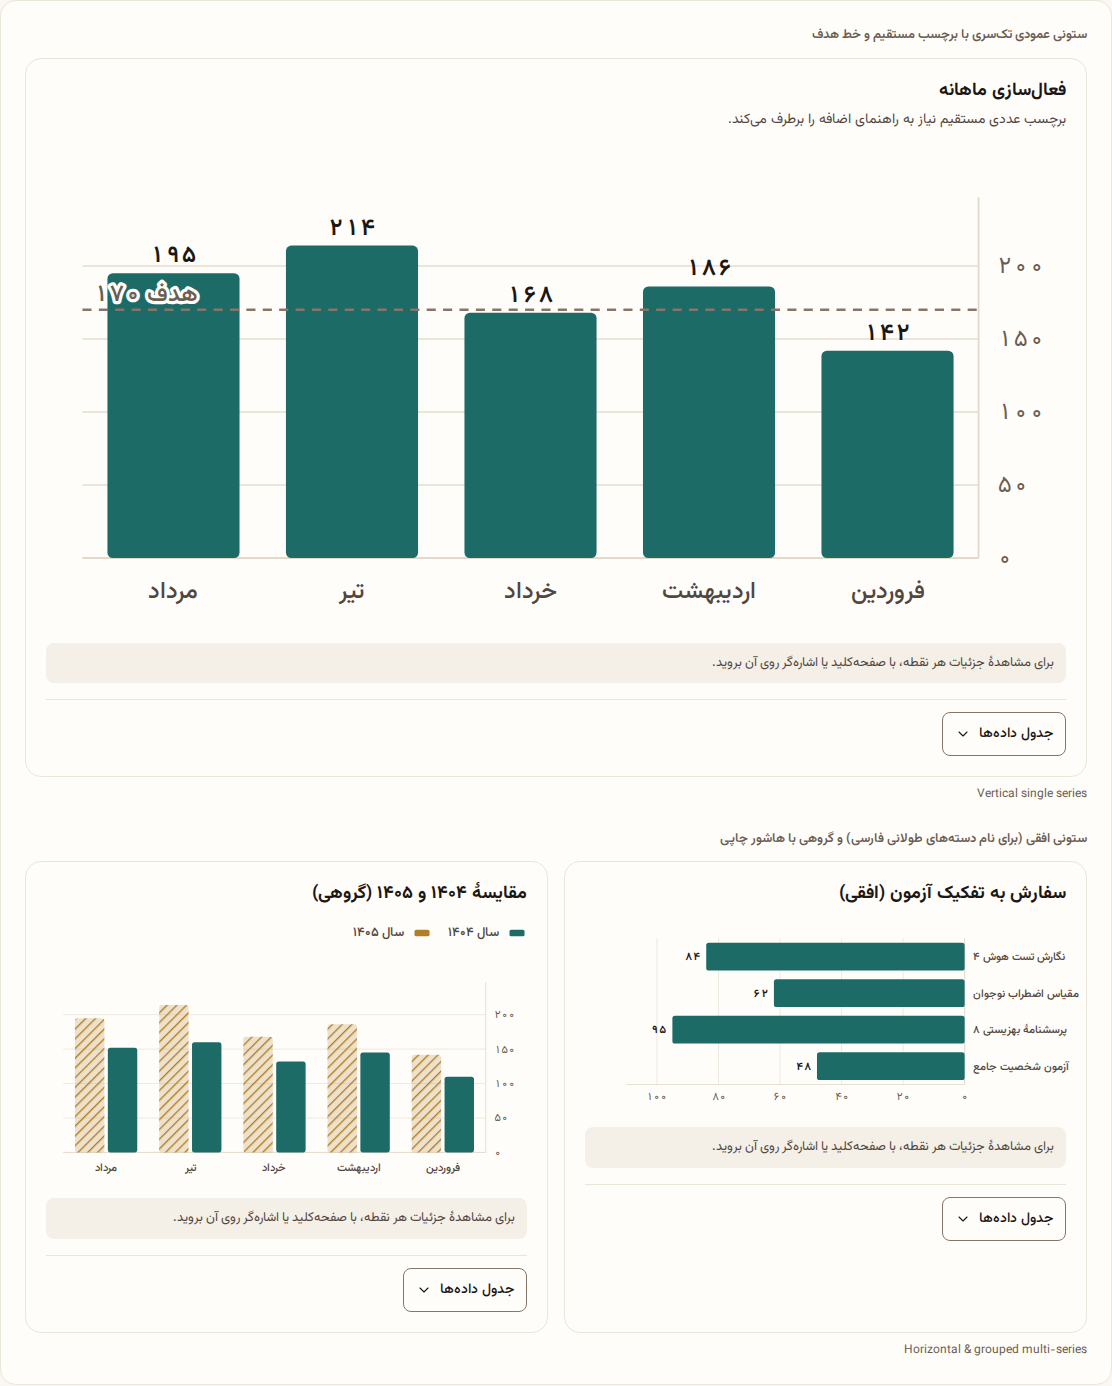 ستونی عمودی تک‌سری با برچسب مستقیم و خط هدف
فعال‌سازی ماهانه
برچسب عددی مستقیم نیاز به راهنمای اضافه را برطرف می‌کند.
۲۰۰
۱۵۰
۱۰۰
۵۰
۰
۱۴۲
۱۸۶
۱۶۸
۲۱۴
۱۹۵
هدف ۱۷۰
فروردین
اردیبهشت
خرداد
تیر
مرداد
برای مشاهدهٔ جزئیات هر نقطه، با صفحه‌کلید یا اشاره‌گر روی آن بروید.
جدول داده‌ها
Vertical single series
ستونی افقی (برای نام دسته‌های طولانی فارسی) و گروهی با هاشور چاپی
سفارش به تفکیک آزمون (افقی)
نگارش تست هوش ۴
۸۴
مقیاس اضطراب نوجوان
۶۲
پرسشنامهٔ بهزیستی ۸
۹۵
آزمون شخصیت جامع
۴۸
۰
۲۰
۴۰
۶۰
۸۰
۱۰۰
برای مشاهدهٔ جزئیات هر نقطه، با صفحه‌کلید یا اشاره‌گر روی آن بروید.
جدول داده‌ها
مقایسهٔ ۱۴۰۴ و ۱۴۰۵ (گروهی)
سال ۱۴۰۴
سال ۱۴۰۵
۲۰۰
۱۵۰
۱۰۰
۵۰
۰
فروردین
اردیبهشت
خرداد
تیر
مرداد
برای مشاهدهٔ جزئیات هر نقطه، با صفحه‌کلید یا اشاره‌گر روی آن بروید.
جدول داده‌ها
Horizontal & grouped multi-series